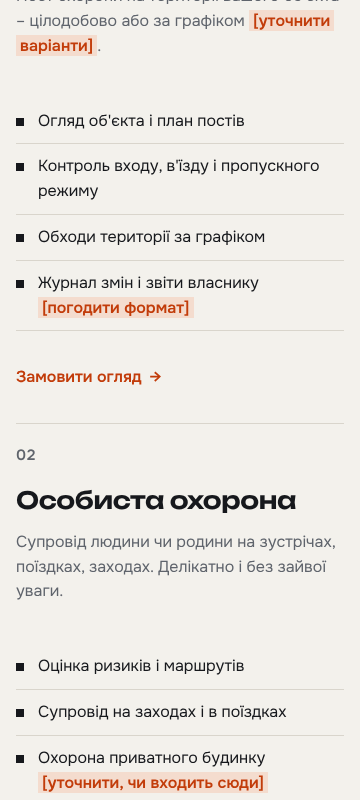 – цілодобово або за графіком [уточнити
варіанти].
Огляд об'єкта і план постів
Контроль входу, в'їзду і пропускного
режиму
Обходи території за графіком
Журнал змін і звіти власнику
[погодити формат]
Замовити огляд →
02
Особиста охорона
Супровід людини чи родини на зустрічах,
поїздках, заходах. Делікатно і без зайвої
уваги.
Оцінка ризиків і маршрутів
Супровід на заходах і в поїздках
Охорона приватного будинку
[уточнити, чи входить сюди]